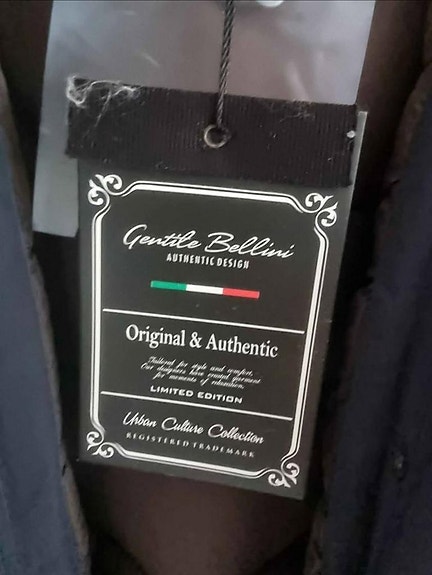 Gentile Bellini
AUTHENTIC DESIGN
Original & Authentic
Tailored for style and comfort.
Our designers have created garment
for moments of relaxation.
LIMITED EDITION
Urban Culture Collection
REGISTERED TRADEMARK